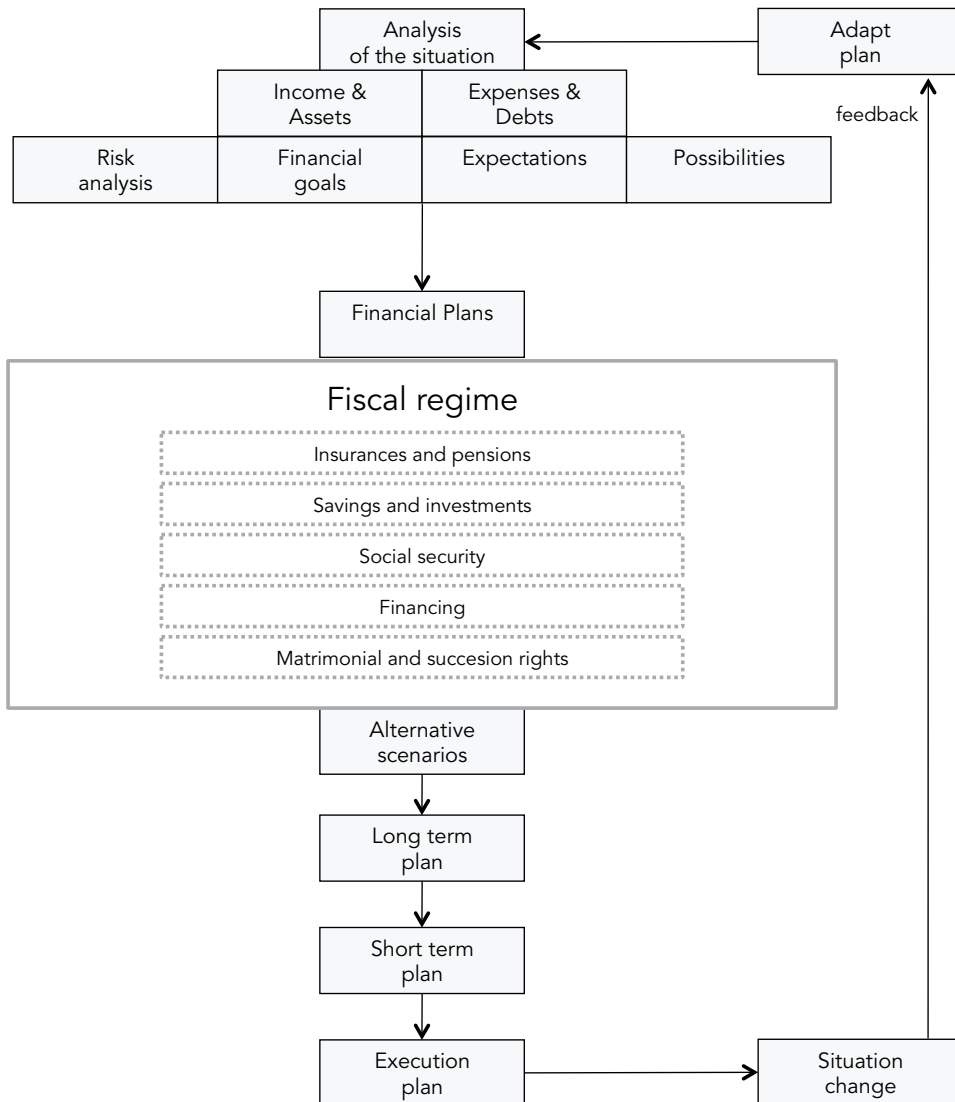 Analysis
of the situation
Adapt
plan
Income &
Assets
Expenses &
Debts
feedback
Risk
analysis
Financial
goals
Expectations
Possibilities
Financial Plans
Fiscal regime
Insurances and pensions
Savings and investments
Social security
Financing
Matrimonial and succesion rights
Alternative
scenarios
Long term
plan
Short term
plan
Execution
plan
Situation
change